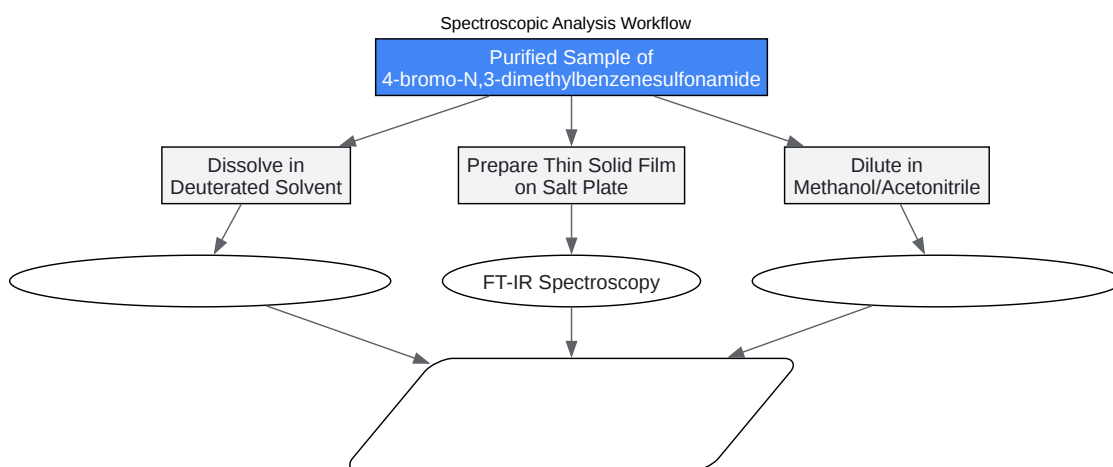 Spectroscopic Analysis Workflow
Purified Sample of
4-bromo-N,3-dimethylbenzenesulfonamide
Dissolve in
Deuterated Solvent
Prepare Thin Solid Film
on Salt Plate
Dilute in
Methanol/Acetonitrile
FT-IR Spectroscopy